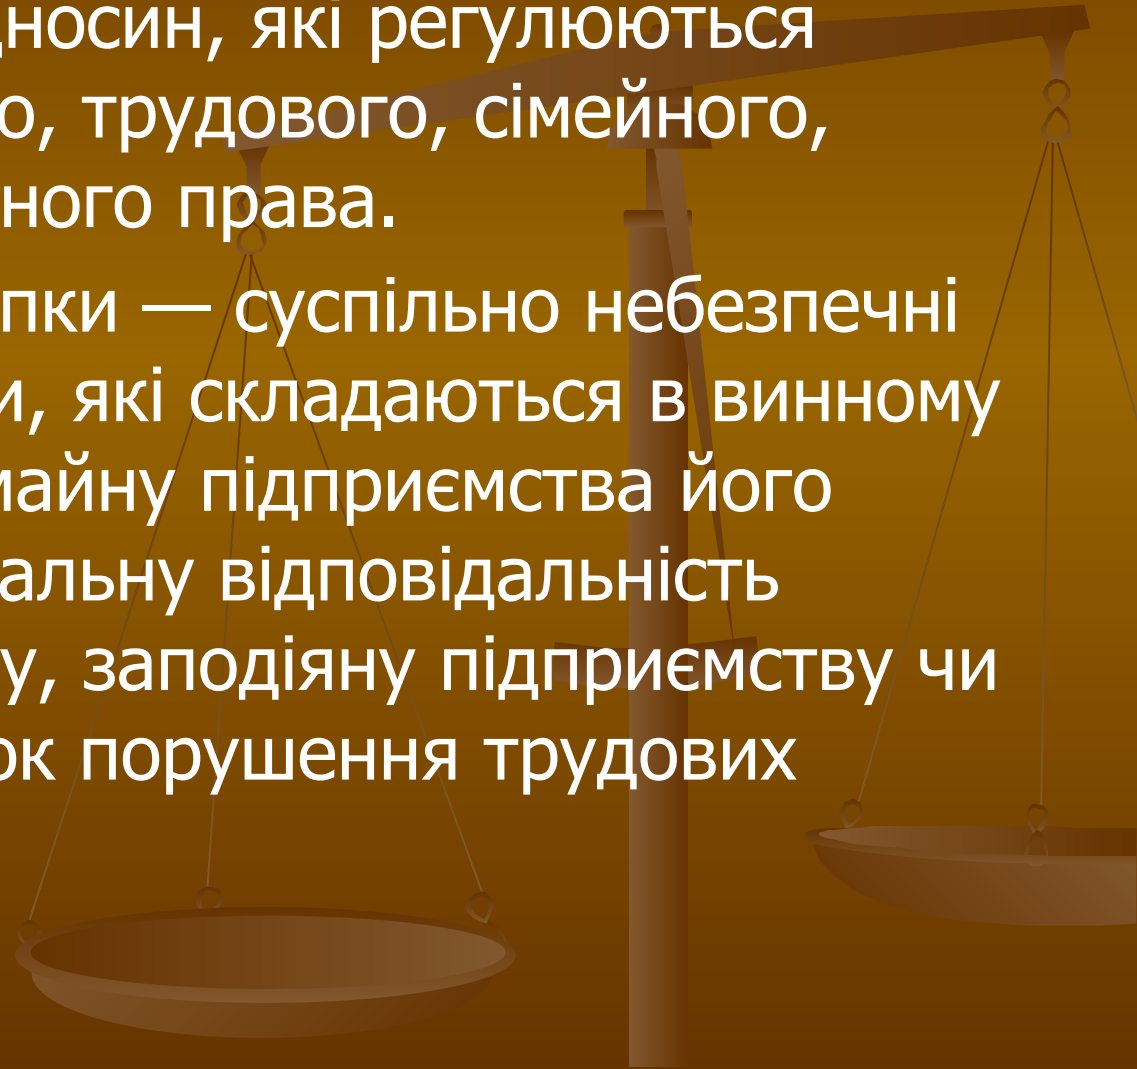 дносин, які регулюються
о, трудового, сімейного,
ного права.
пки — суспільно небезпечні
и, які складаються в винному
майну підприємства його
альну відповідальність
у, заподіяну підприємству чи
ок порушення трудових